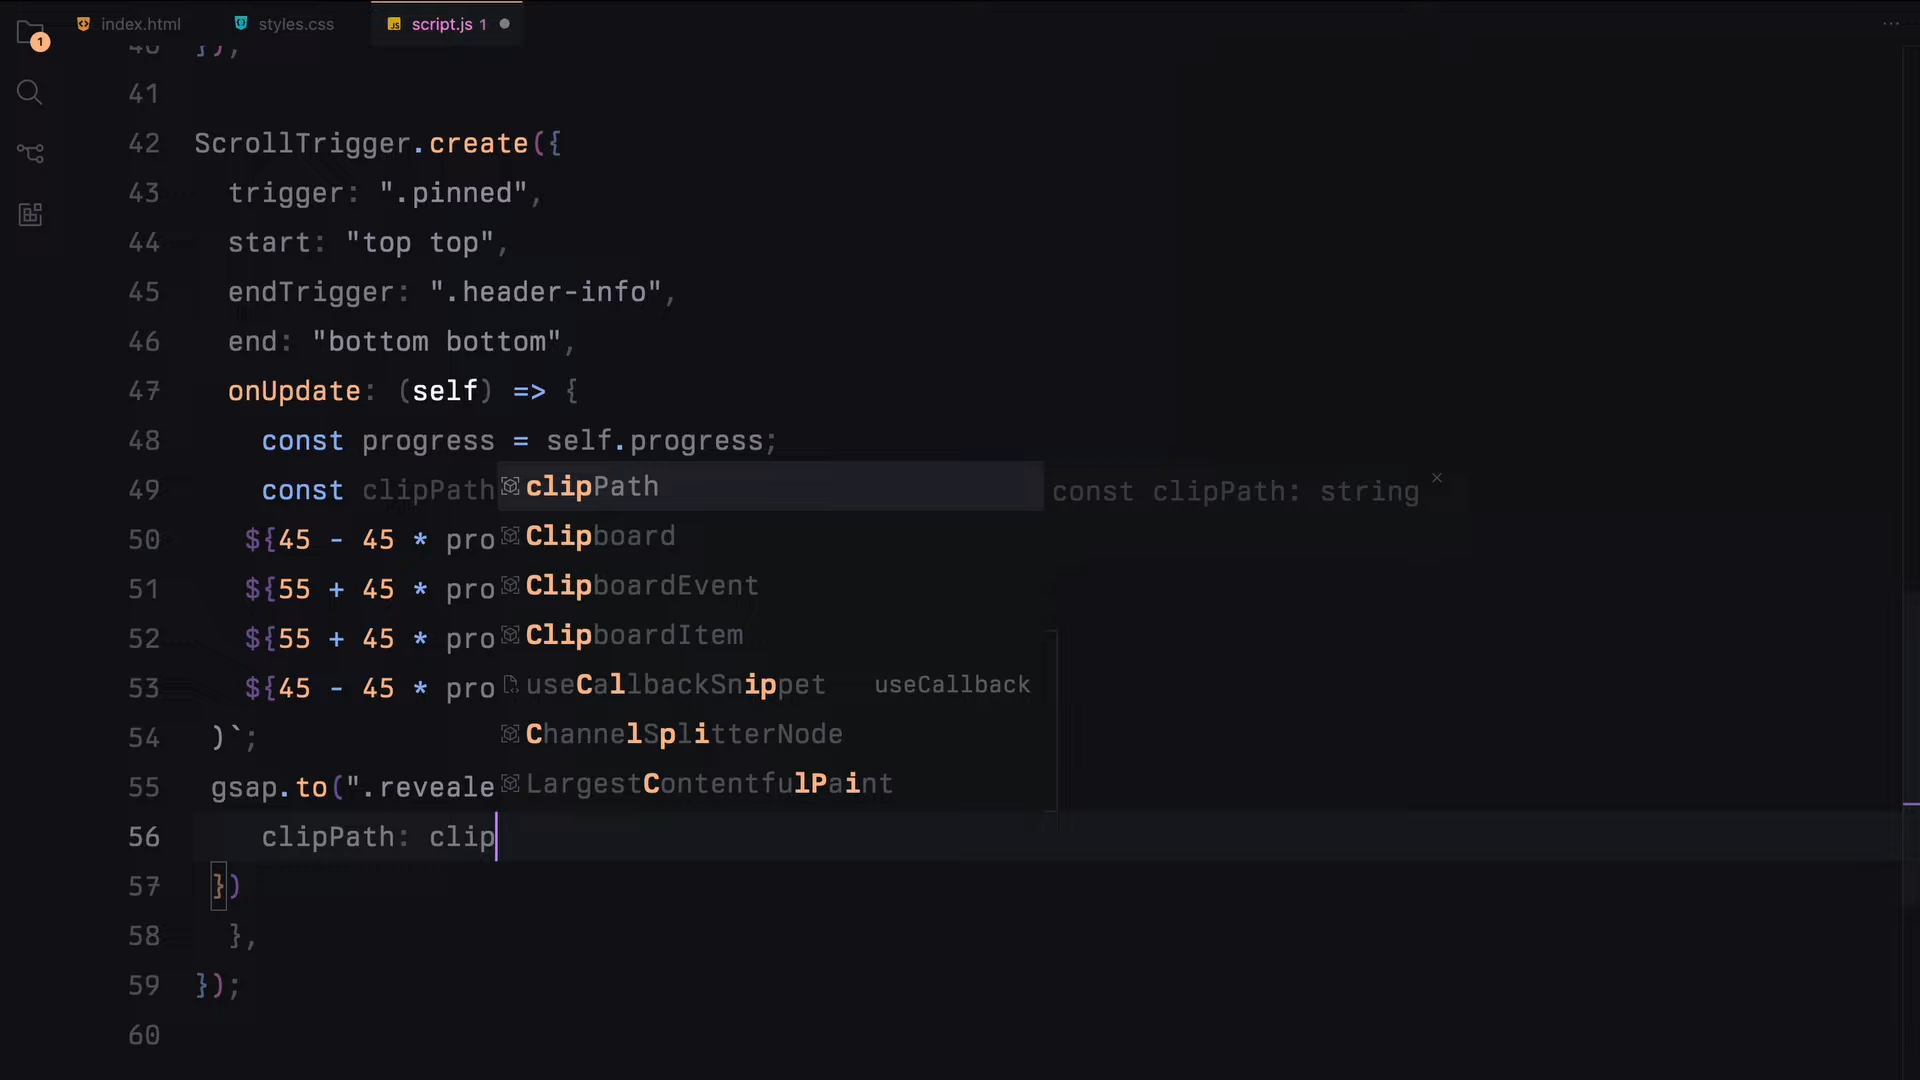 index.html
styles.css
script.js 1
1
40 });
41
42 ScrollTrigger.create({
43 trigger: ".pinned",
44 start: "top top",
45 endTrigger: ".header-info",
46 end: "bottom bottom",
47 onUpdate: (self) => {
48 const progress = self.progress;
49 const clipPath
50 ${45 - 45 * pro
51 ${55 + 45 * pro
52 ${55 + 45 * pro
53 ${45 - 45 * pro
54 )`;
55 gsap.to(".reveale
56 clipPath: clip
57 })
58 },
59 });
60
clipPath
const clipPath: string
Clipboard
ClipboardEvent
ClipboardItem
useCallbackSnippet useCallback
ChannelSplitterNode
LargestContentfulPaint